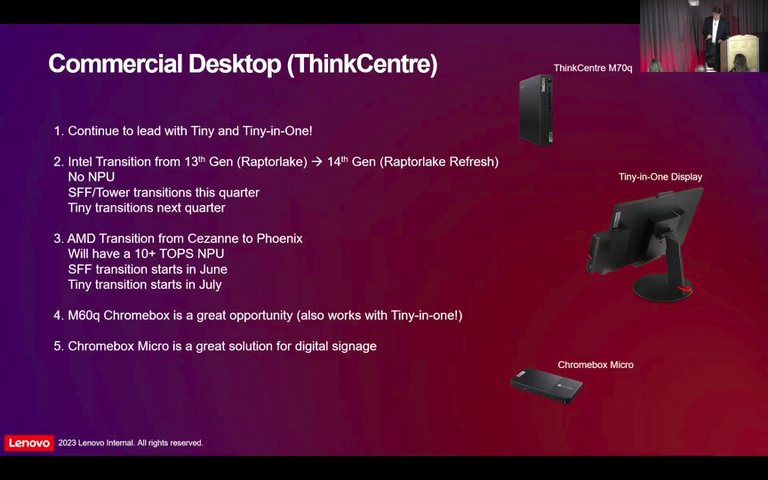 Commercial Desktop (ThinkCentre)
ThinkCentre M70q
1. Continue to lead with Tiny and Tiny-in-One!
2. Intel Transition from 13th Gen (Raptorlake) → 14th Gen (Raptorlake Refresh)
No NPU
SFF/Tower transitions this quarter
Tiny transitions next quarter
Tiny-in-One Display
3. AMD Transition from Cezanne to Phoenix
Will have a 10+ TOPS NPU
SFF transition starts in June
Tiny transition starts in July
4. M60q Chromebox is a great opportunity (also works with Tiny-in-one!)
5. Chromebox Micro is a great solution for digital signage
Chromebox Micro
Lenovo
2023 Lenovo Internal. All rights reserved.